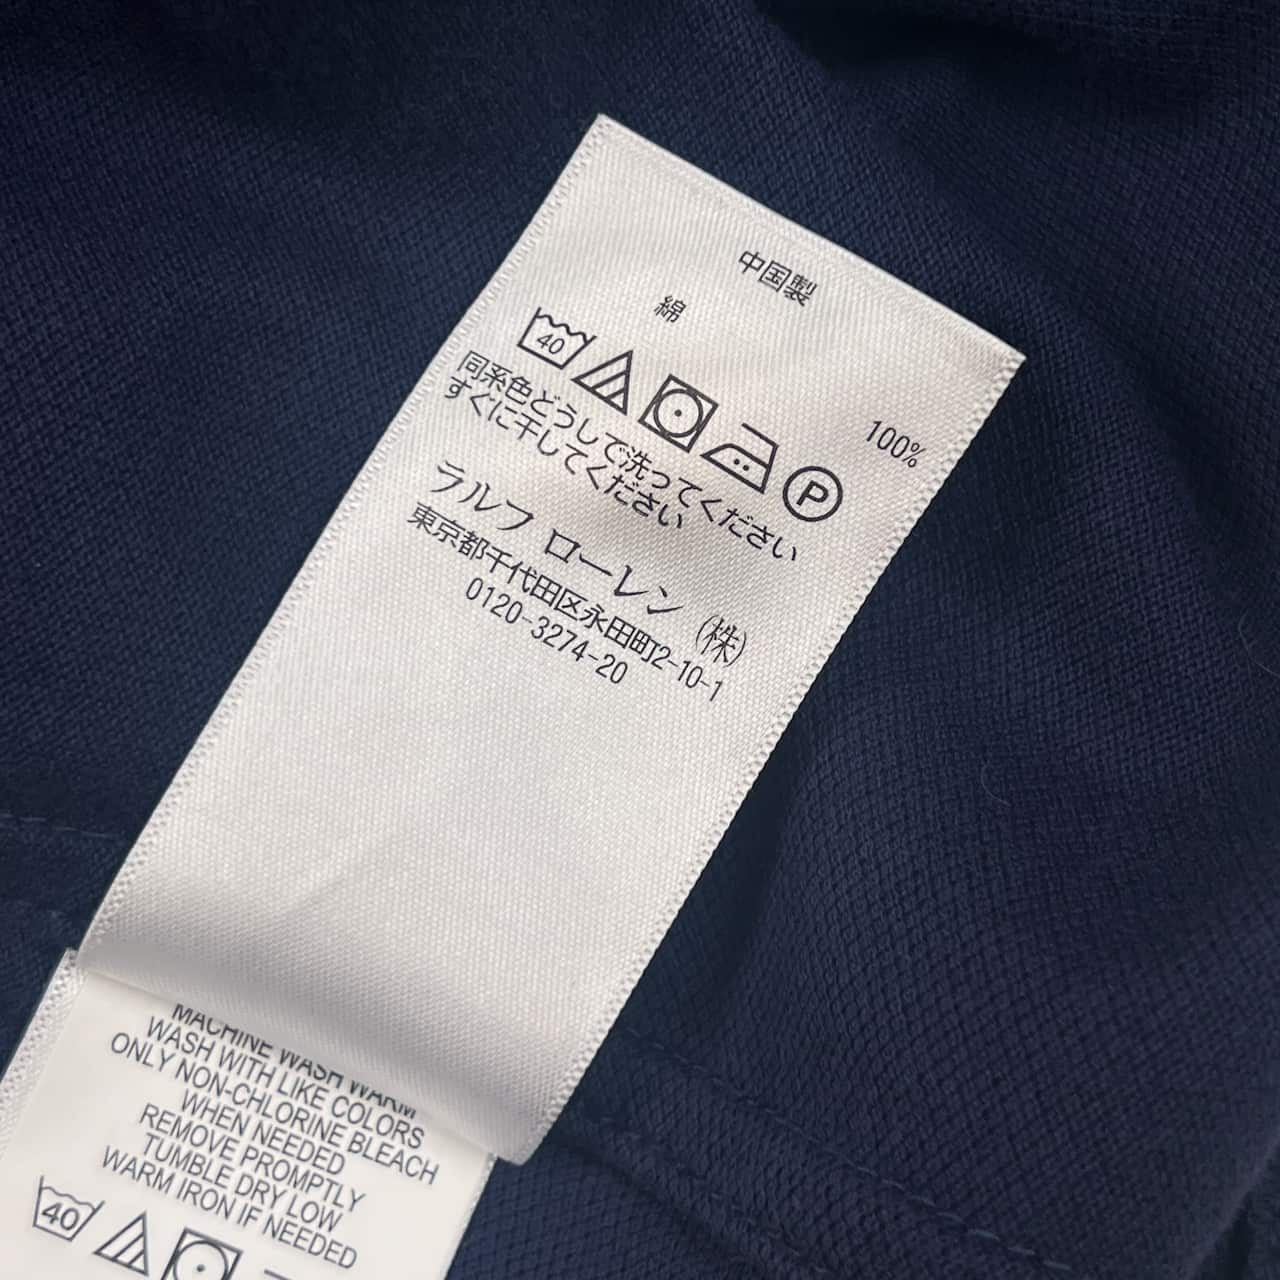 中国製
綿 100%
40 P
同系色どうしで洗ってください
すぐに干してください
ラルフ ローレン (株)
東京都千代田区永田町2-10-1
0120-3274-20
MACHINE WASH WARM
WASH WITH LIKE COLORS
ONLY NON-CHLORINE BLEACH
WHEN NEEDED
REMOVE PROMPTLY
TUMBLE DRY LOW
WARM IRON IF NEEDED
40